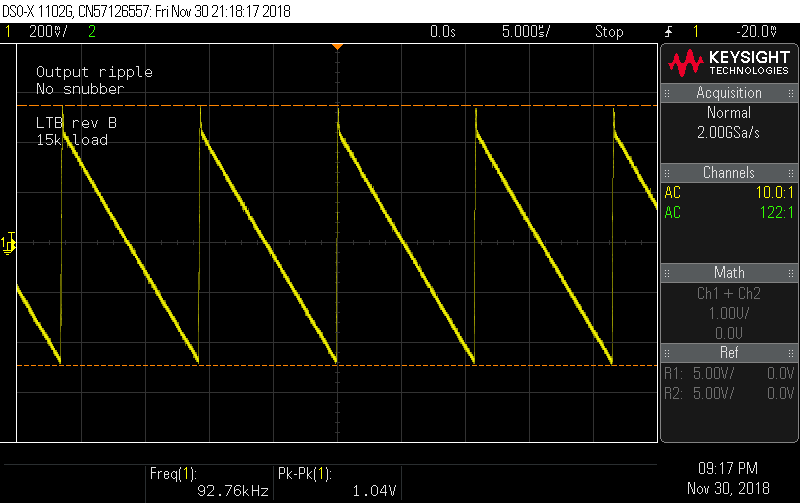 DSO-X 1102G, CN57126557: Fri Nov 30 21:18:17 2018
1 200mV/ 2 0.0s 5.000us/ Stop 1 -20.0mV
Output ripple
No snubber
LTB rev B
15k load
KEYSIGHT
TECHNOLOGIES
Acquisition
Normal
2.00GSa/s
Channels
AC 10.0:1
AC 122:1
Math
Ch1 + Ch2
1.00V/
0.0V
Ref
R1: 5.00V/ 0.0V
R2: 5.00V/ 0.0V
1
T
Freq(1):
92.76kHz
Pk-Pk(1):
1.04V
09:17 PM
Nov 30, 2018